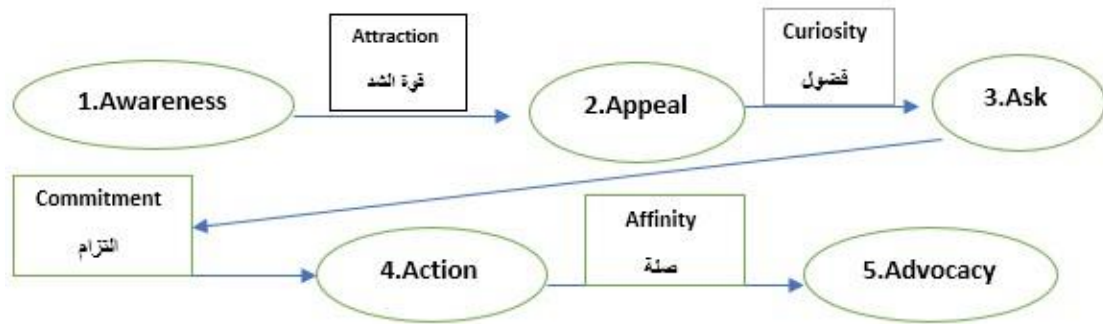 1.Awareness
Attraction
قوة الشد
2.Appeal
Curiosity
فضول
3.Ask
Commitment
التزام
4.Action
Affinity
صلة
5.Advocacy